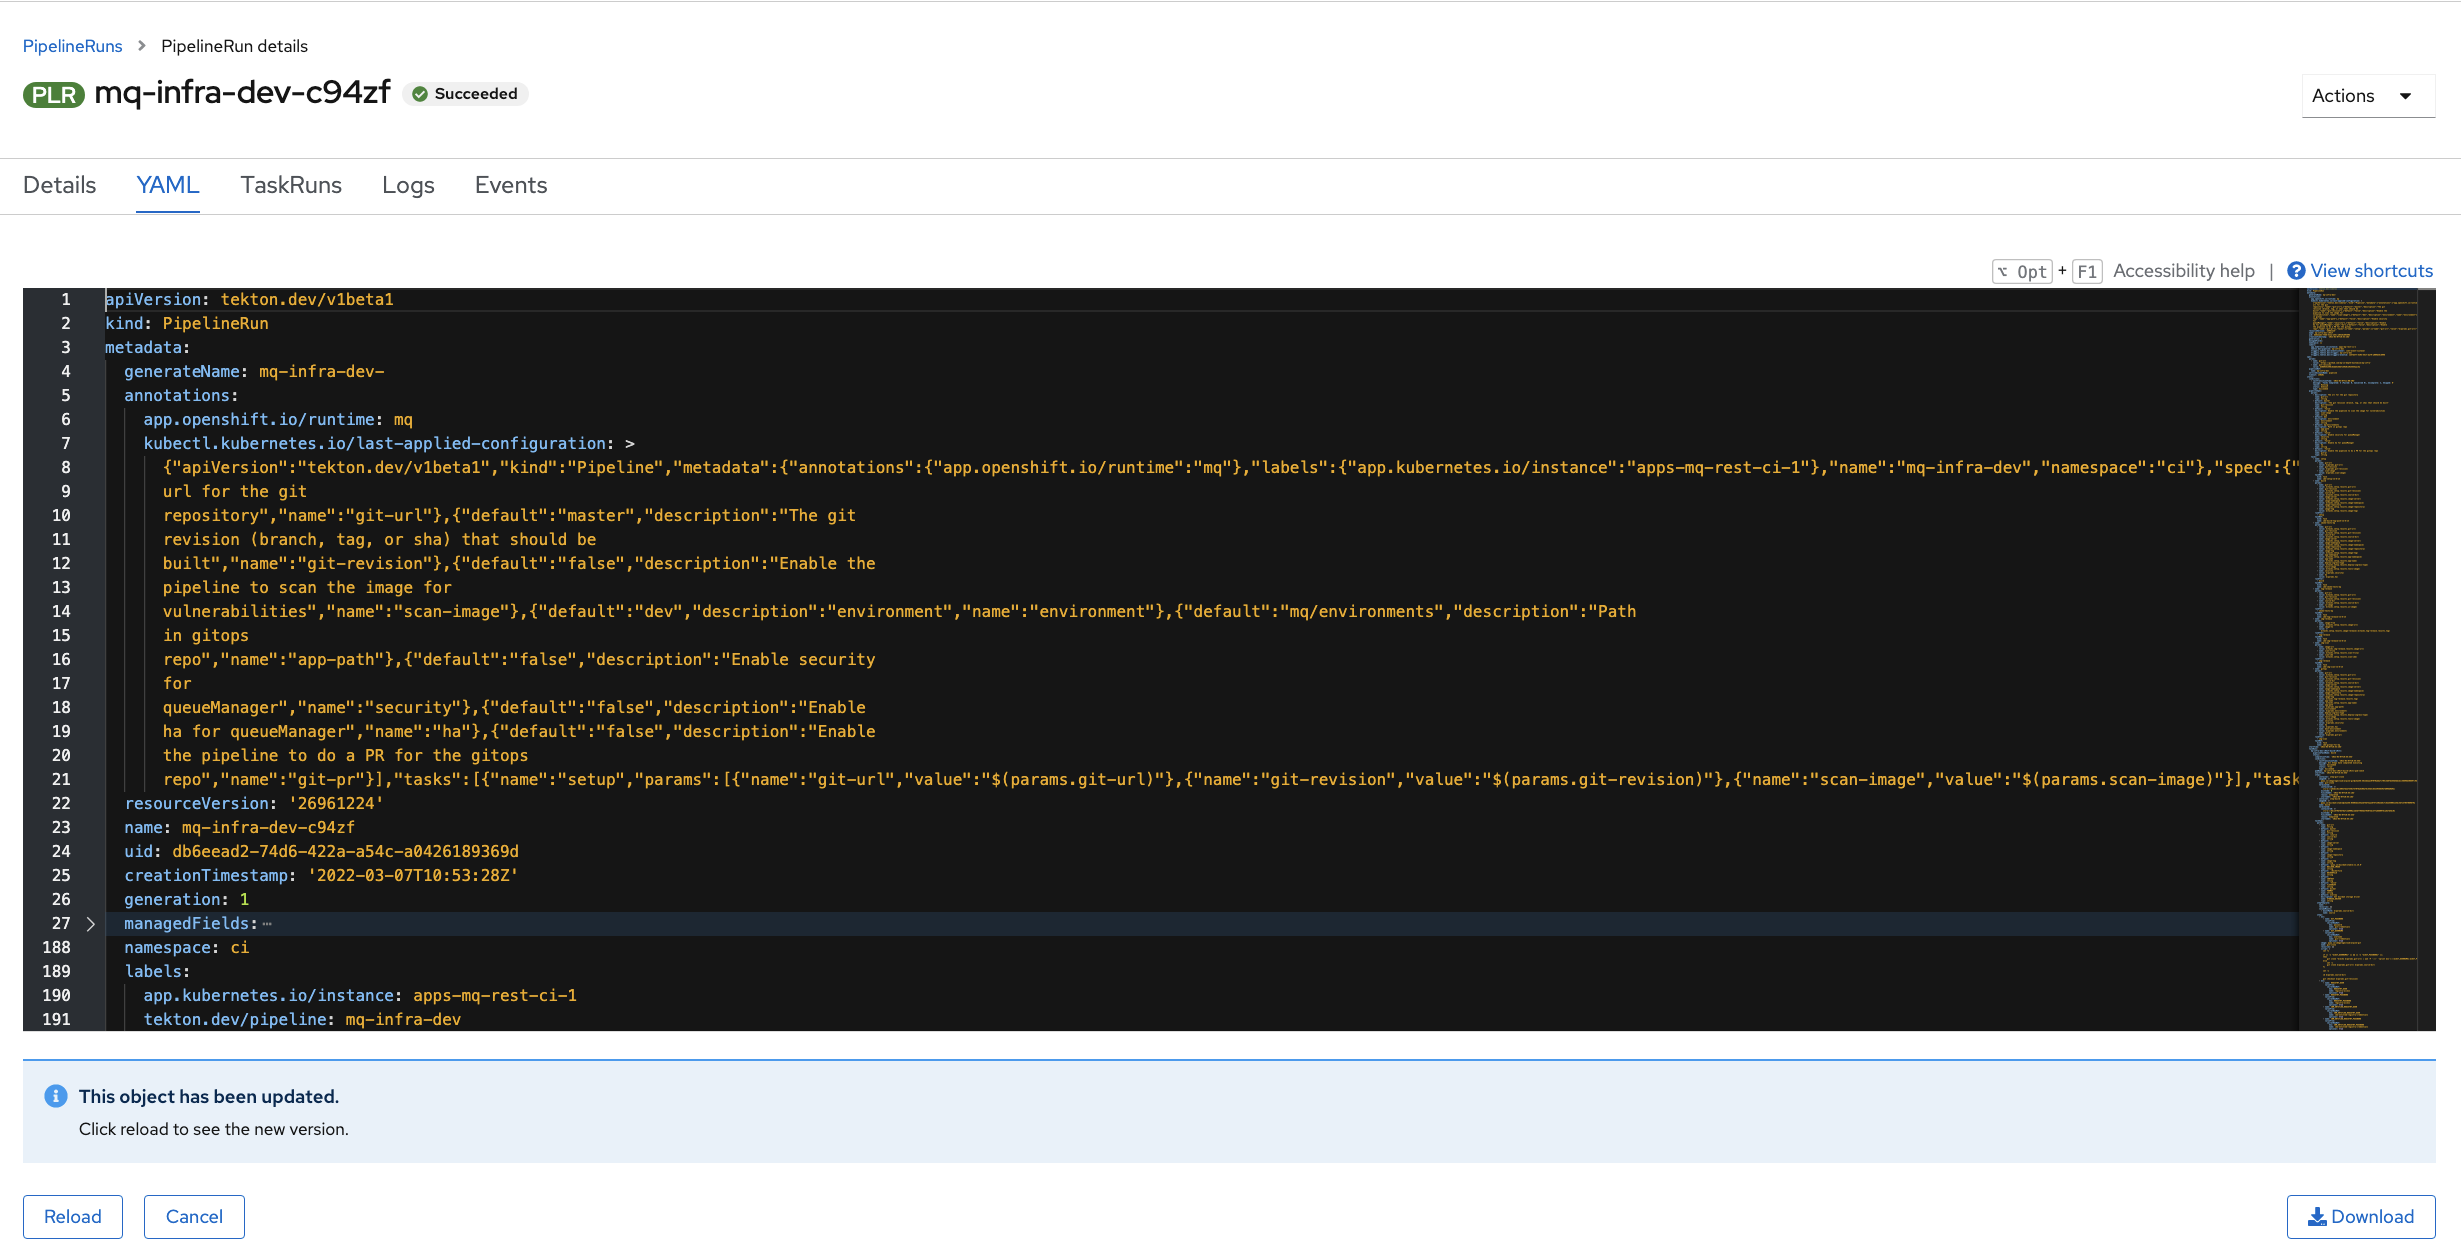 PipelineRuns > PipelineRun details
PLR mq-infra-dev-c94zf Succeeded
Actions
Details YAML TaskRuns Logs Events
⌥ Opt + F1 Accessibility help | View shortcuts
1 apiVersion: tekton.dev/v1beta1
2 kind: PipelineRun
3 metadata:
4 generateName: mq-infra-dev-
5 annotations:
6 app.openshift.io/runtime: mq
7 kubectl.kubernetes.io/last-applied-configuration: >
8 {"apiVersion":"tekton.dev/v1beta1","kind":"Pipeline","metadata":{"annotations":{"app.openshift.io/runtime":"mq"},"labels":{"app.kubernetes.io/instance":"apps-mq-rest-ci-1"},"name":"mq-infra-dev","namespace":"ci"},"spec":{"
9 url for the git
10 repository","name":"git-url"},{"default":"master","description":"The git
11 revision (branch, tag, or sha) that should be
12 built","name":"git-revision"},{"default":"false","description":"Enable the
13 pipeline to scan the image for
14 vulnerabilities","name":"scan-image"},{"default":"dev","description":"environment","name":"environment"},{"default":"mq/environments","description":"Path
15 in gitops
16 repo","name":"app-path"},{"default":"false","description":"Enable security
17 for
18 queueManager","name":"security"},{"default":"false","description":"Enable
19 ha for queueManager","name":"ha"},{"default":"false","description":"Enable
20 the pipeline to do a PR for the gitops
21 repo","name":"git-pr"}],"tasks":[{"name":"setup","params":[{"name":"git-url","value":"$(params.git-url)"},{"name":"git-revision","value":"$(params.git-revision)"},{"name":"scan-image","value":"$(params.scan-image)"}],"task
22 resourceVersion: '26961224'
23 name: mq-infra-dev-c94zf
24 uid: db6eead2-74d6-422a-a54c-a0426189369d
25 creationTimestamp: '2022-03-07T10:53:28Z'
26 generation: 1
27 managedFields:⋯
188 namespace: ci
189 labels:
190 app.kubernetes.io/instance: apps-mq-rest-ci-1
191 tekton.dev/pipeline: mq-infra-dev
This object has been updated.
Click reload to see the new version.
Reload Cancel Download